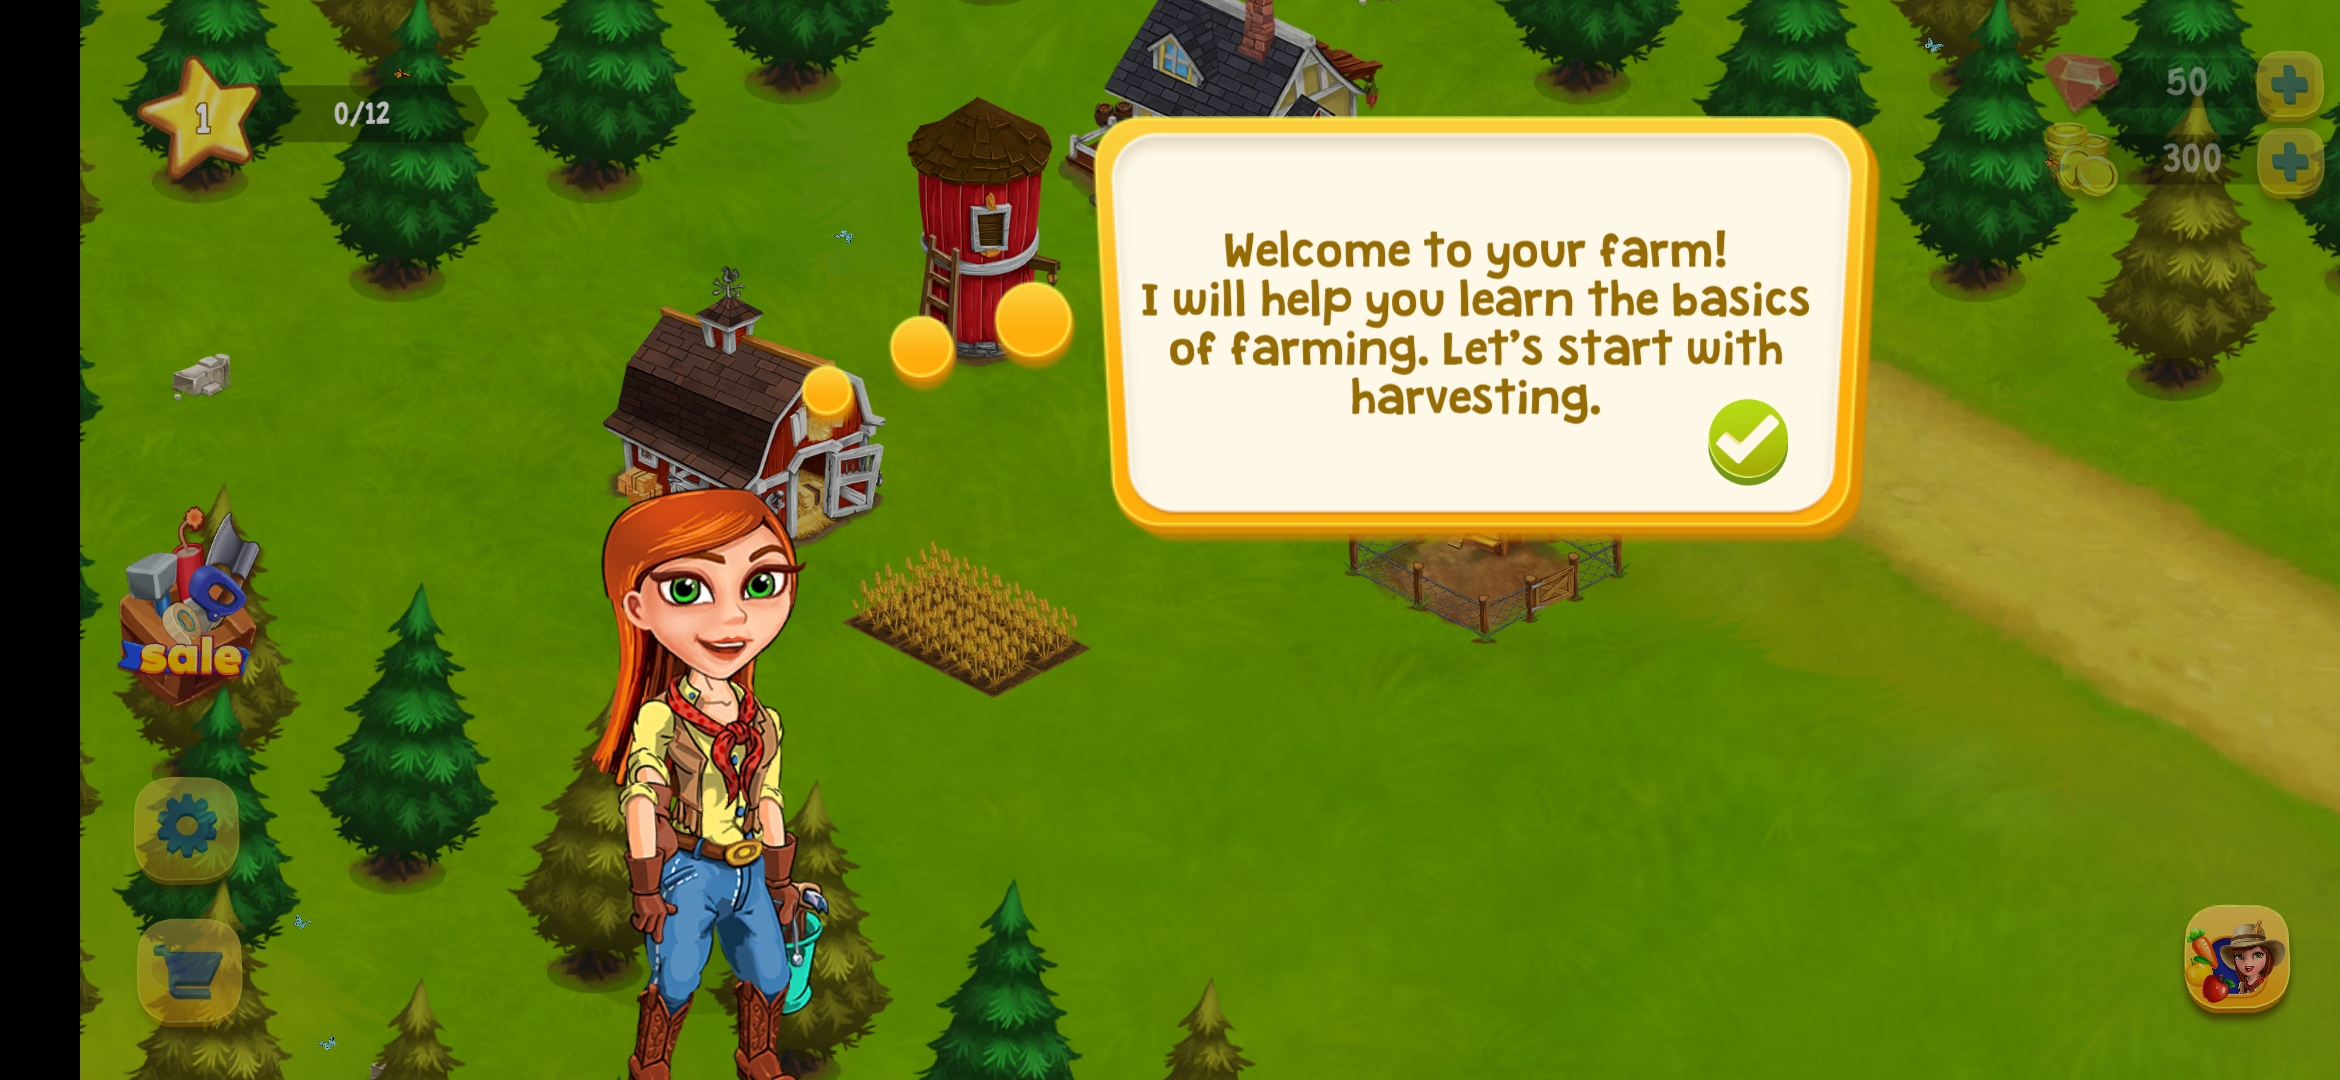 1
0/12
50
300
Welcome to your farm!
I will help you learn the basics
of farming. Let's start with
harvesting.
sale